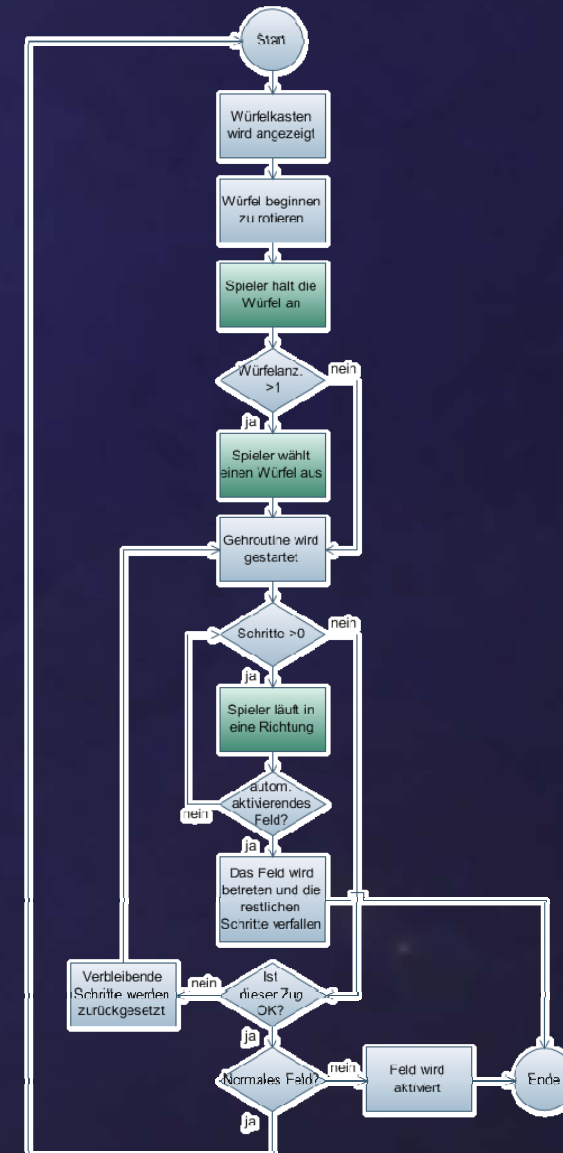 Start
Würfelkasten
wird angezeigt
Würfel beginnen
zu rotieren
Spieler hält die
Würfel an
Würfelanz.
>1
nein
ja
Spieler wählt
einen Würfel aus
Gehroutine wird
gestartet
Schritte >0
nein
ja
Spieler läuft in
eine Richtung
autom.
aktivierendes
Feld?
nein
ja
Das Feld wird
betreten und die
restlichen
Schritte verfallen
Verbleibende
Schritte werden
zurückgesetzt
nein
Ist
dieser Zug
OK?
ja
Normales Feld?
nein
Feld wird
aktiviert
Ende
ja